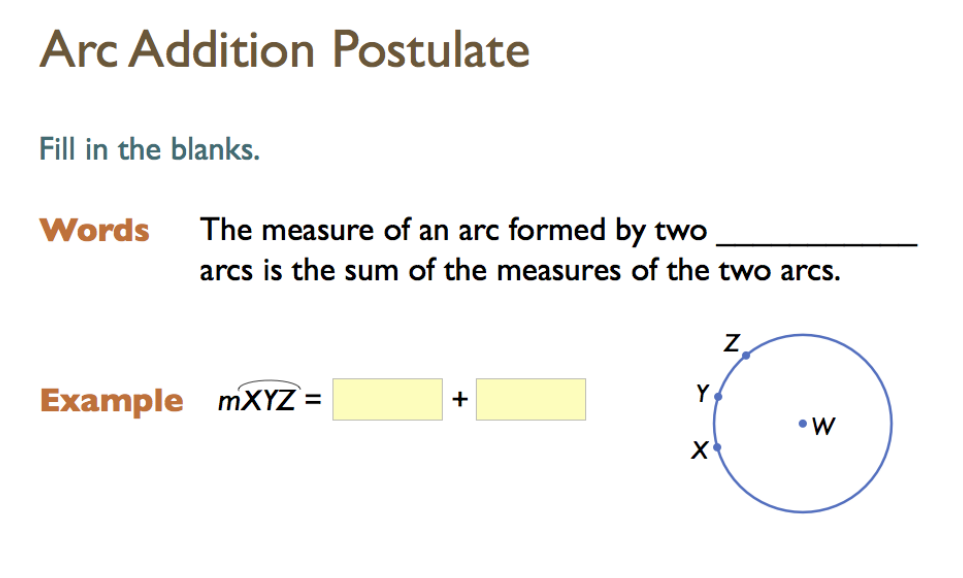 Arc Addition Postulate
Fill in the blanks.
Words The measure of an arc formed by two ___________
arcs is the sum of the measures of the two arcs.
Example mXYZ = +
Z
Y
W
X